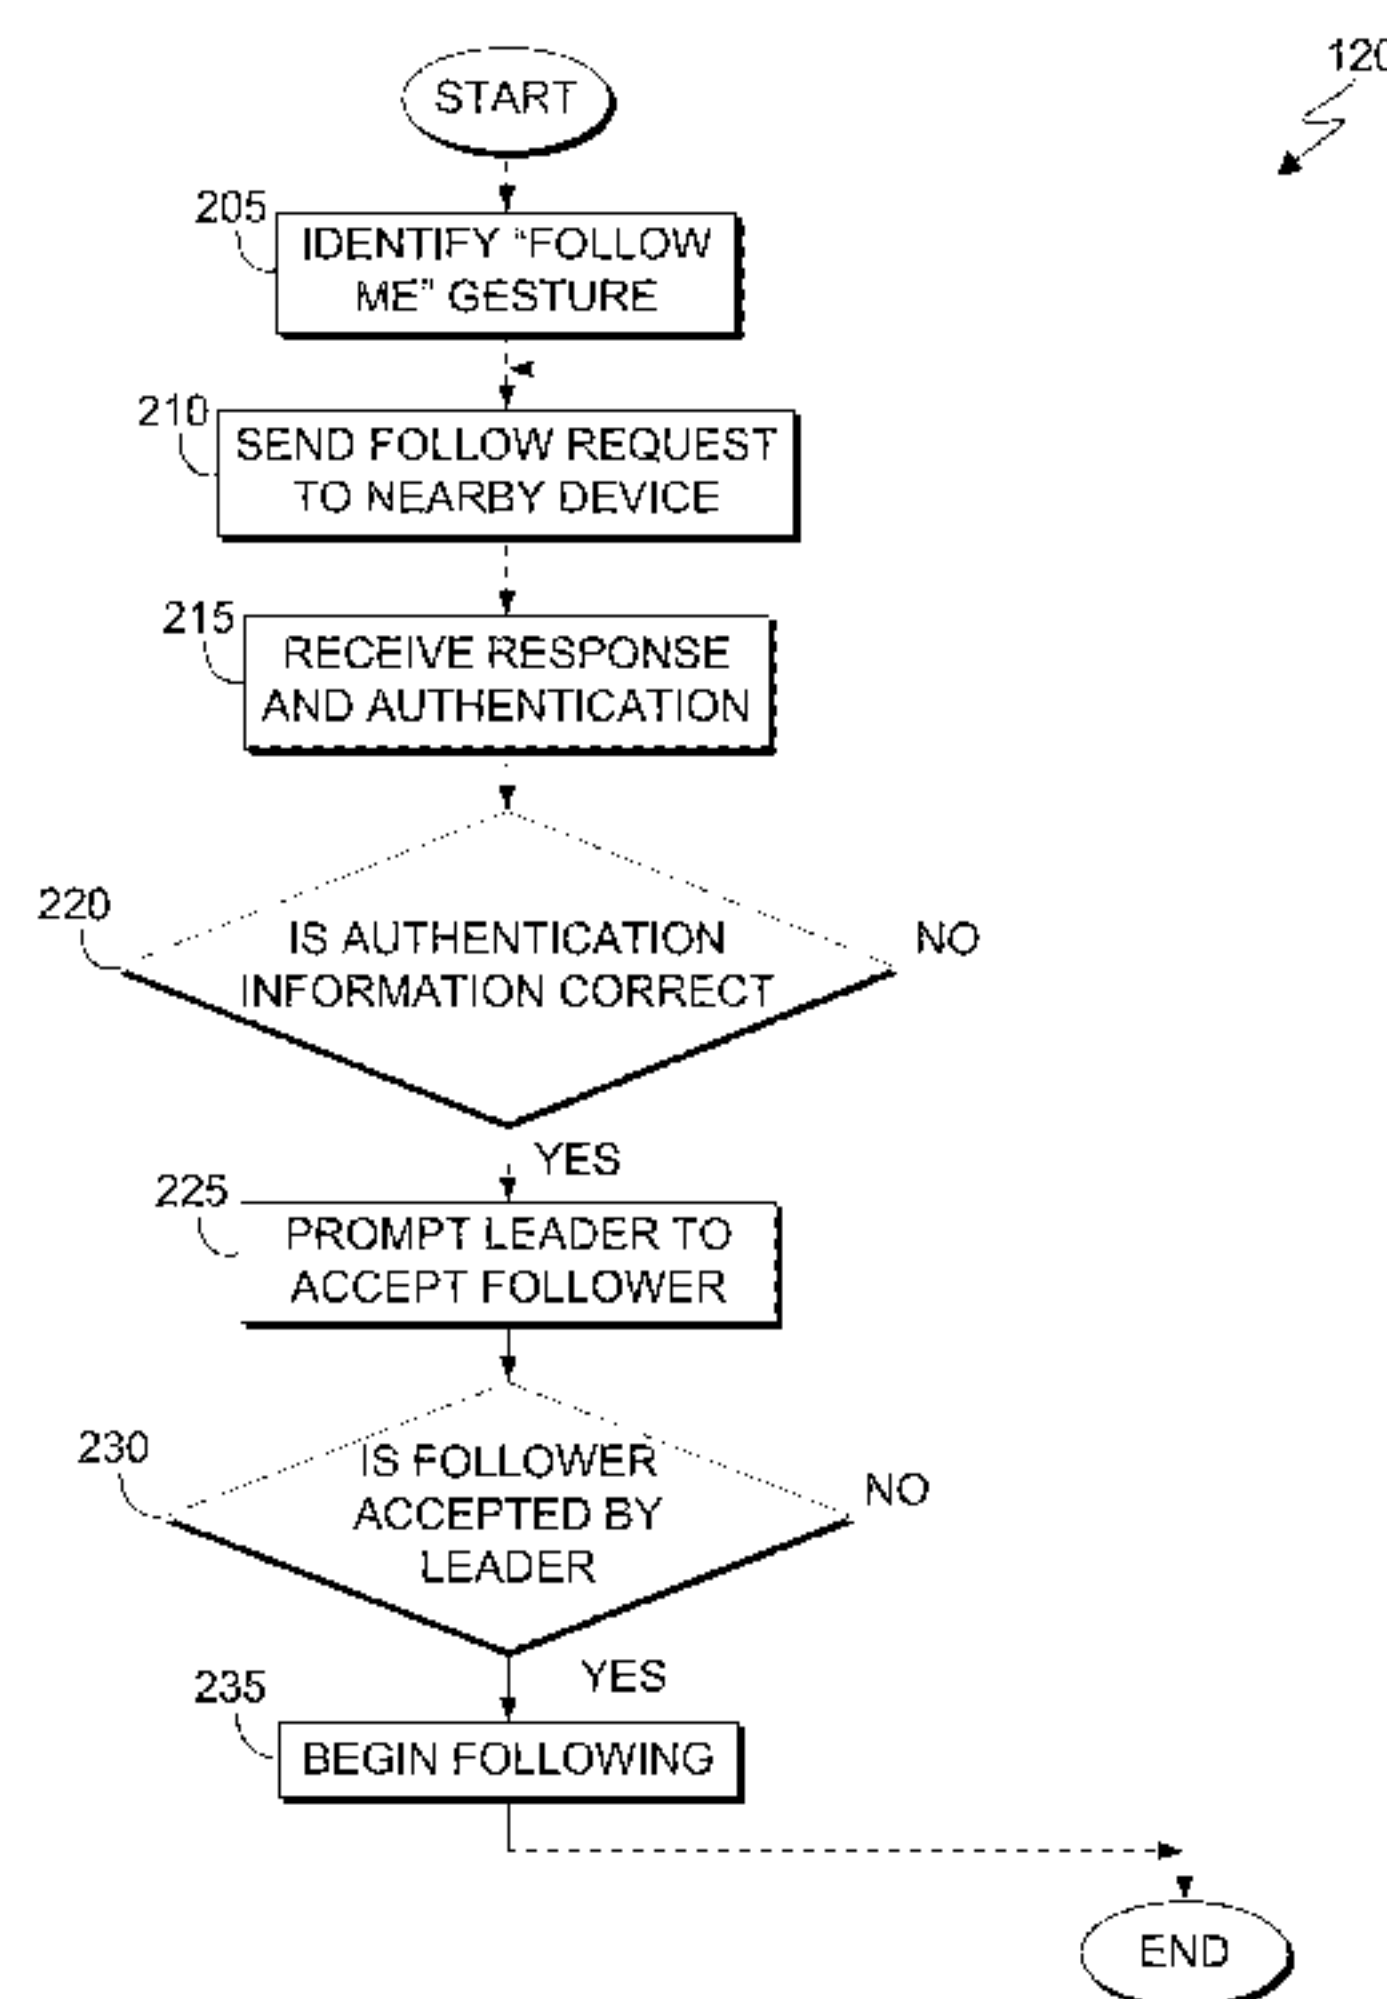 120
START
205
IDENTIFY "FOLLOW
ME" GESTURE
210
SEND FOLLOW REQUEST
TO NEARBY DEVICE
215
RECEIVE RESPONSE
AND AUTHENTICATION
220
IS AUTHENTICATION
INFORMATION CORRECT
NO
YES
225
PROMPT LEADER TO
ACCEPT FOLLOWER
230
IS FOLLOWER
ACCEPTED BY
LEADER
NO
YES
235
BEGIN FOLLOWING
END